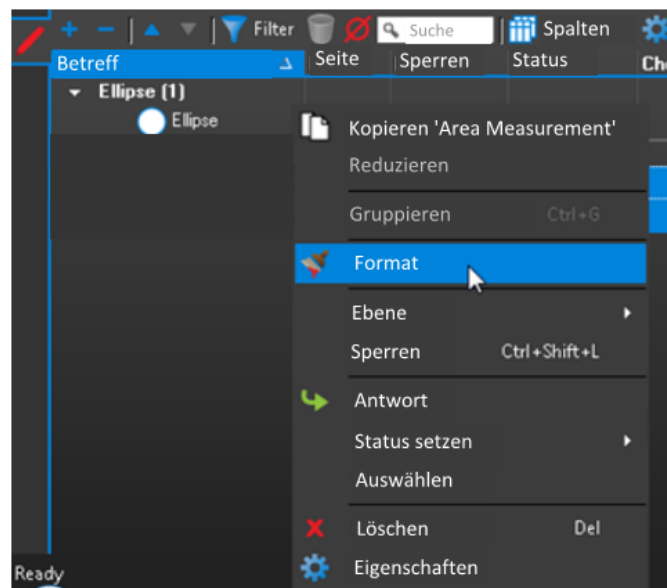 Filter Suche Spalten
Betreff Seite Sperren Status
Ellipse (1)
Ellipse
Kopieren 'Area Measurement'
Reduzieren
Gruppieren Ctrl+G
Format
Ebene
Sperren Ctrl+Shift+L
Antwort
Status setzen
Auswählen
Löschen Del
Eigenschaften
Ready